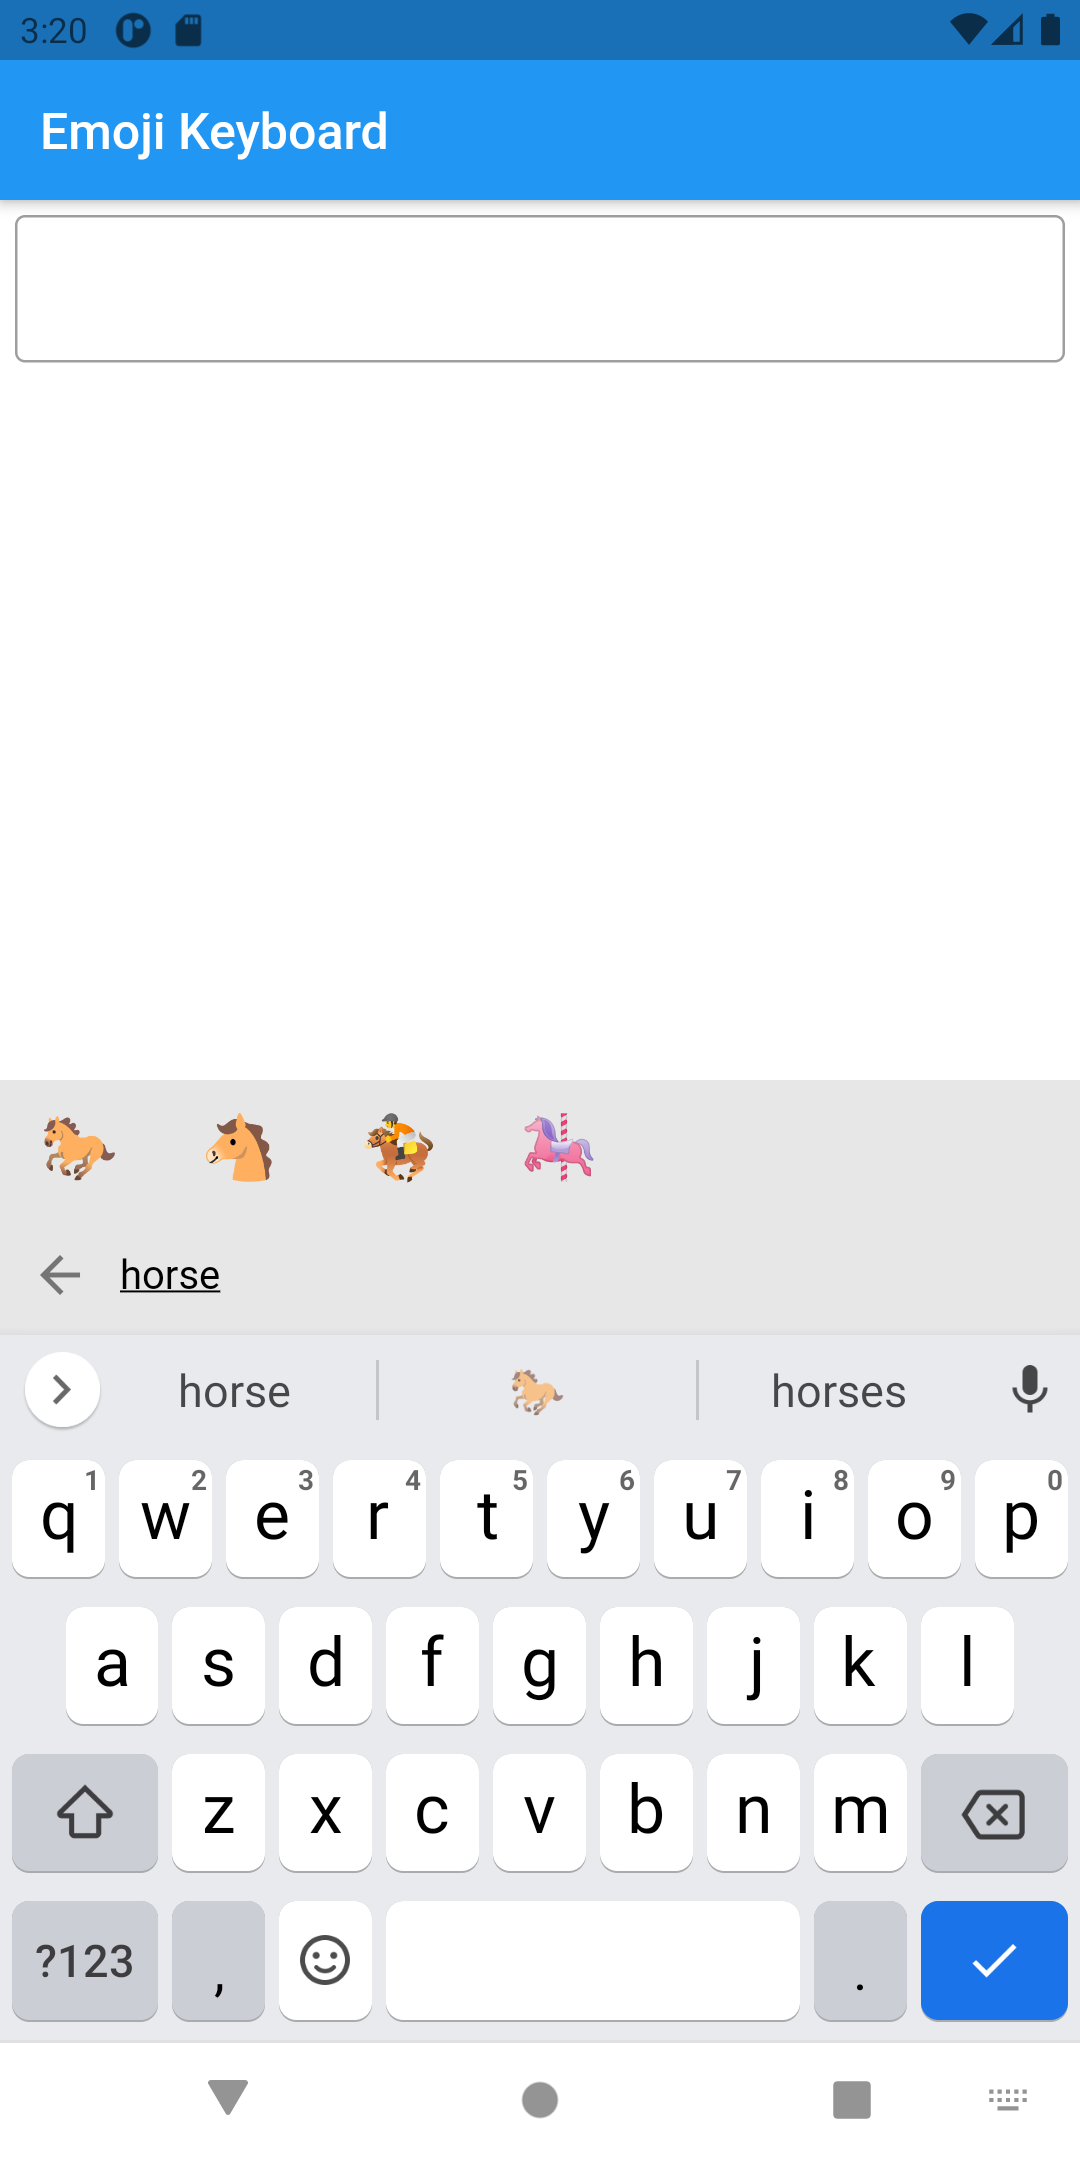 3:20
Emoji Keyboard
horse
horse horses
q 1 w 2 e 3 r 4 t 5 y 6 u 7 i 8 o 9 p 0
a s d f g h j k l
z x c v b n m
?123 , .